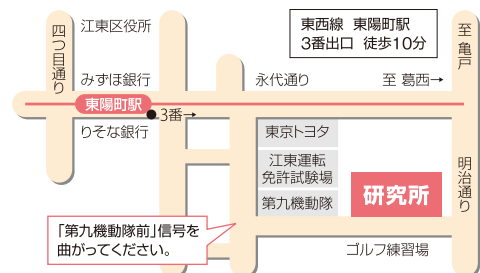 四つ目通り
江東区役所
東西線 東陽町駅
3番出口 徒歩10分
至 亀戸
みずほ銀行
永代通り
至 葛西→
東陽町駅
3番→
りそな銀行
東京トヨタ
江東運転
免許試験場
第九機動隊
研究所
明治通り
「第九機動隊前」信号を
曲がってください。
ゴルフ練習場